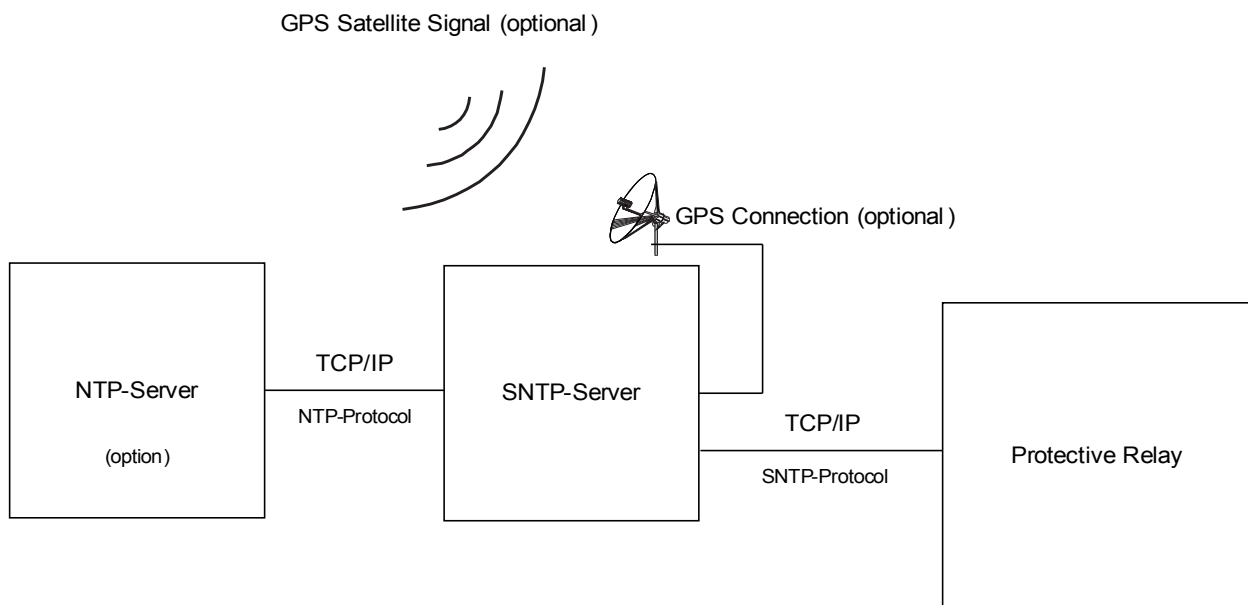 GPS Satellite Signal (optional)
GPS Connection (optional)
NTP-Server
(option)
TCP/IP
NTP-Protocol
SNTP-Server
TCP/IP
SNTP-Protocol
Protective Relay